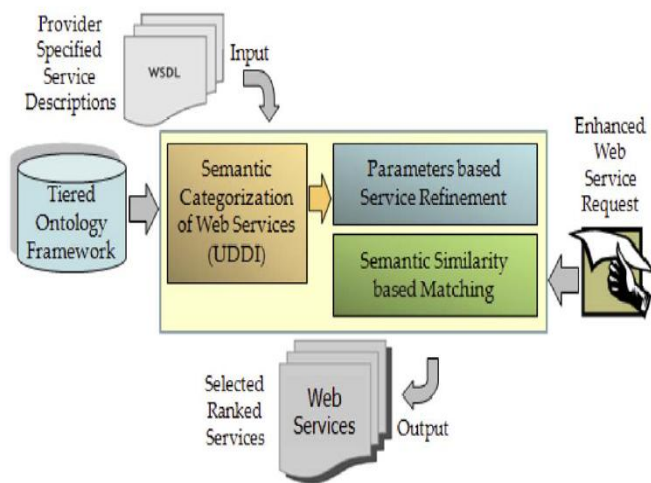 Provider
Specified
Service
Descriptions
WSDL
Input
Tiered
Ontology
Framework
Semantic
Categorization
of Web Services
(UDDI)
Parameters based
Service Refinement
Semantic Similarity
based Matching
Enhanced
Web
Service
Request
Selected
Ranked
Services
Web
Services
Output